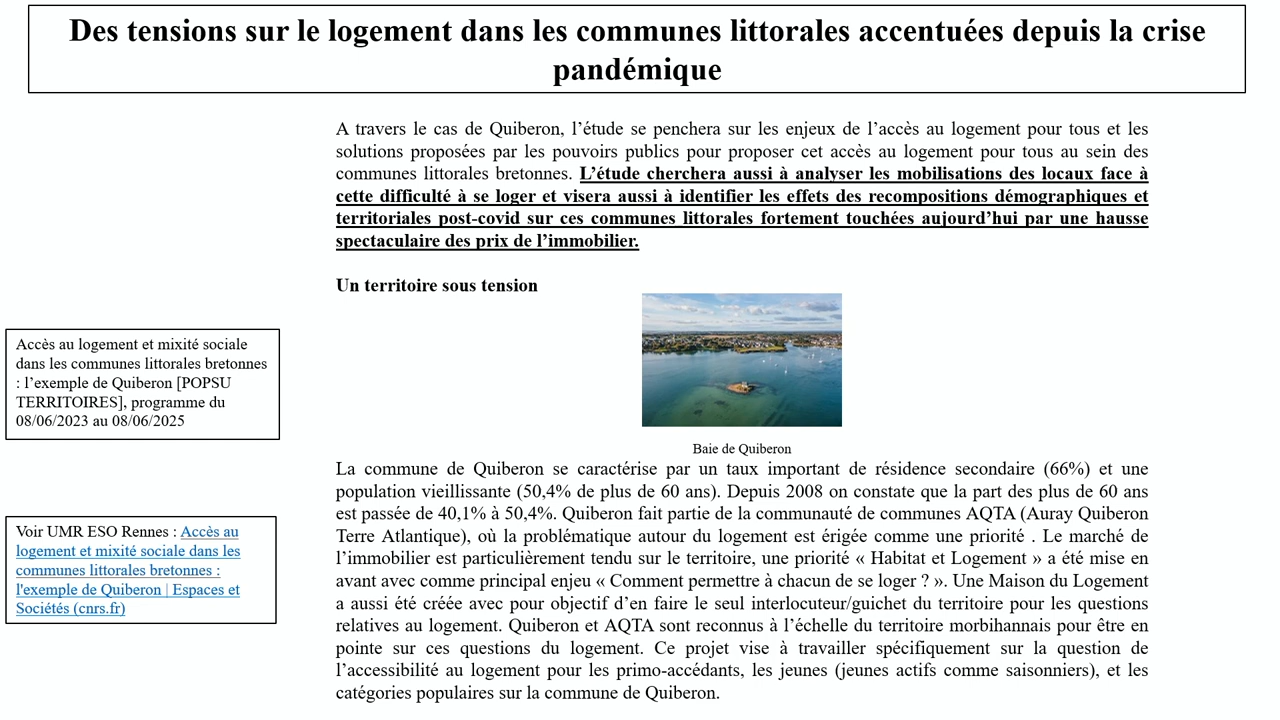 Des tensions sur le logement dans les communes littorales accentuées depuis la crise
pandémique
A travers le cas de Quiberon, l’étude se penchera sur les enjeux de l’accès au logement pour tous et les
solutions proposées par les pouvoirs publics pour proposer cet accès au logement pour tous au sein des
communes littorales bretonnes. L’étude cherchera aussi à analyser les mobilisations des locaux face à
cette difficulté à se loger et visera aussi à identifier les effets des recompositions démographiques et
territoriales post-covid sur ces communes littorales fortement touchées aujourd’hui par une hausse
spectaculaire des prix de l’immobilier.
Un territoire sous tension
Accès au logement et mixité sociale
dans les communes littorales bretonnes
: l’exemple de Quiberon [POPSU
TERRITOIRES], programme du
08/06/2023 au 08/06/2025
Voir UMR ESO Rennes : Accès au
logement et mixité sociale dans les
communes littorales bretonnes :
l'exemple de Quiberon | Espaces et
Sociétés (cnrs.fr)
Baie de Quiberon
La commune de Quiberon se caractérise par un taux important de résidence secondaire (66%) et une
population vieillissante (50,4% de plus de 60 ans). Depuis 2008 on constate que la part des plus de 60 ans
est passée de 40,1% à 50,4%. Quiberon fait partie de la communauté de communes AQTA (Auray Quiberon
Terre Atlantique), où la problématique autour du logement est érigée comme une priorité . Le marché de
l’immobilier est particulièrement tendu sur le territoire, une priorité « Habitat et Logement » a été mise en
avant avec comme principal enjeu « Comment permettre à chacun de se loger ? ». Une Maison du Logement
a aussi été créée avec pour objectif d’en faire le seul interlocuteur/guichet du territoire pour les questions
relatives au logement. Quiberon et AQTA sont reconnus à l’échelle du territoire morbihannais pour être en
pointe sur ces questions du logement. Ce projet vise à travailler spécifiquement sur la question de
l’accessibilité au logement pour les primo-accédants, les jeunes (jeunes actifs comme saisonniers), et les
catégories populaires sur la commune de Quiberon.